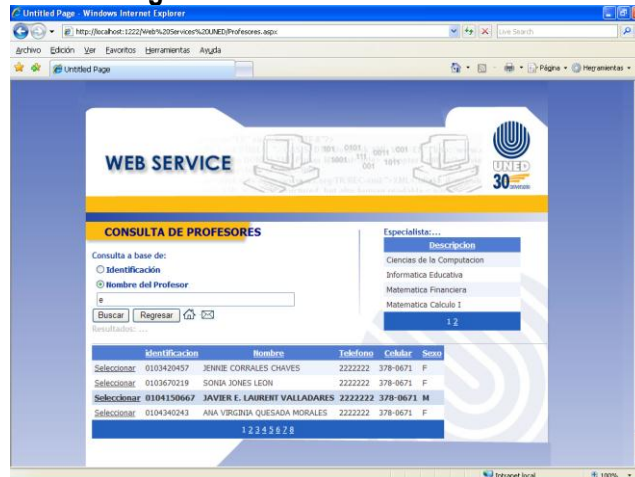 Untitled Page - Windows Internet Explorer
http://localhost:1222/Web%20Services%20UNED/Profesores.aspx
Live Search
Archivo Edición Ver Favoritos Herramientas Ayuda
Untitled Page
Página Herramientas
WEB SERVICE
UNED
30
CONSULTA DE PROFESORES
Consulta a base de:
Identificación
Nombre del Profesor
e
Buscar Regresar
Resultados: ...
Especialista:...
Descripcion
Ciencias de la Computacion
Informatica Educativa
Matematica Financiera
Matematica Calculo I
1 2
identificacion Nombre Telefono Celular Sexo
Seleccionar 0103420457 JENNIE CORRALES CHAVES 2222222 378-0671 F
Seleccionar 0103670219 SONIA JONES LEON 2222222 378-0671 F
Seleccionar 0104150667 JAVIER E. LAURENT VALLADARES 2222222 378-0671 M
Seleccionar 0104340243 ANA VIRGINIA QUESADA MORALES 2222222 378-0671 F
1 2 3 4 5 6 7 8
Intranet local 100%